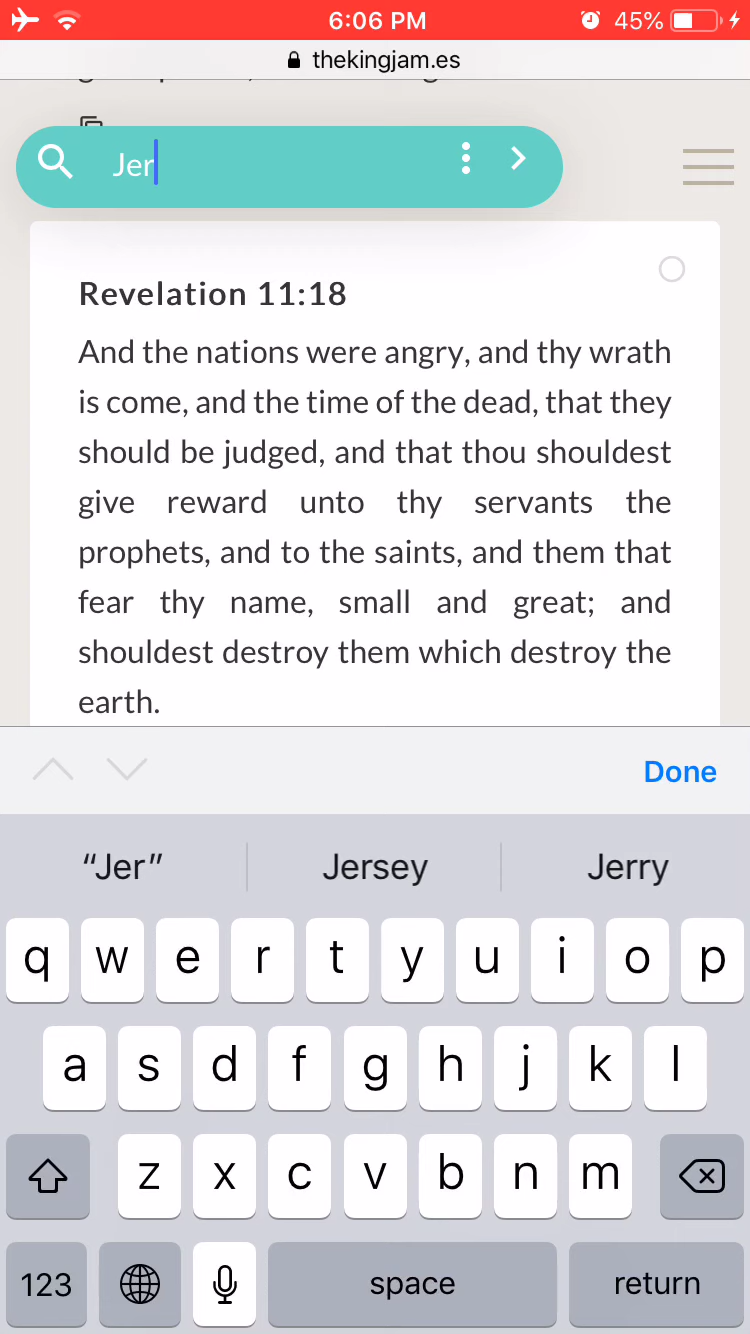 6:06 PM
45%
thekingjam.es
Jer
Revelation 11:18
And the nations were angry, and thy wrath
is come, and the time of the dead, that they
should be judged, and that thou shouldest
give reward unto thy servants the
prophets, and to the saints, and them that
fear thy name, small and great; and
shouldest destroy them which destroy the
earth.
Done
“Jer” Jersey Jerry
q w e r t y u i o p
a s d f g h j k l
z x c v b n m
123 space return